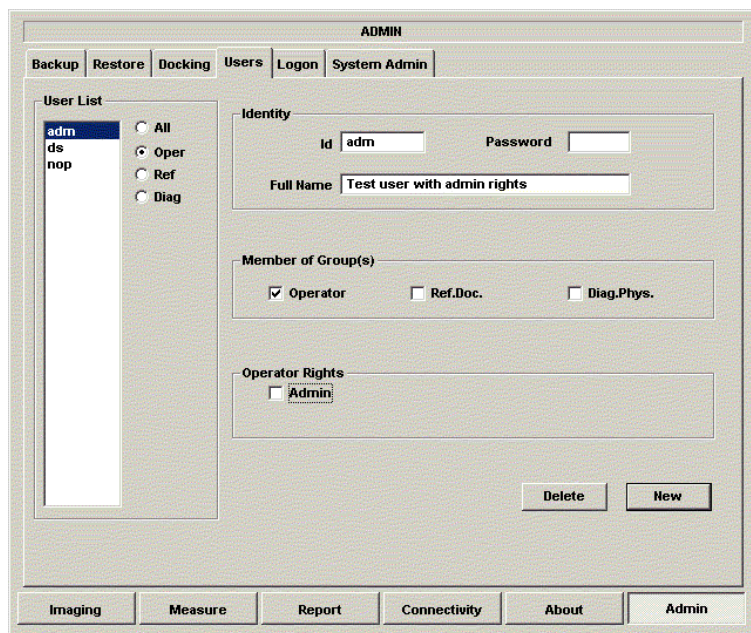 ADMIN
Backup Restore Docking Users Logon System Admin
User List
adm
ds
nop
All
Oper
Ref
Diag
Identity
Id adm Password
Full Name Test user with admin rights
Member of Group(s)
Operator Ref.Doc. Diag.Phys.
Operator Rights
Admin
Delete New
Imaging Measure Report Connectivity About Admin